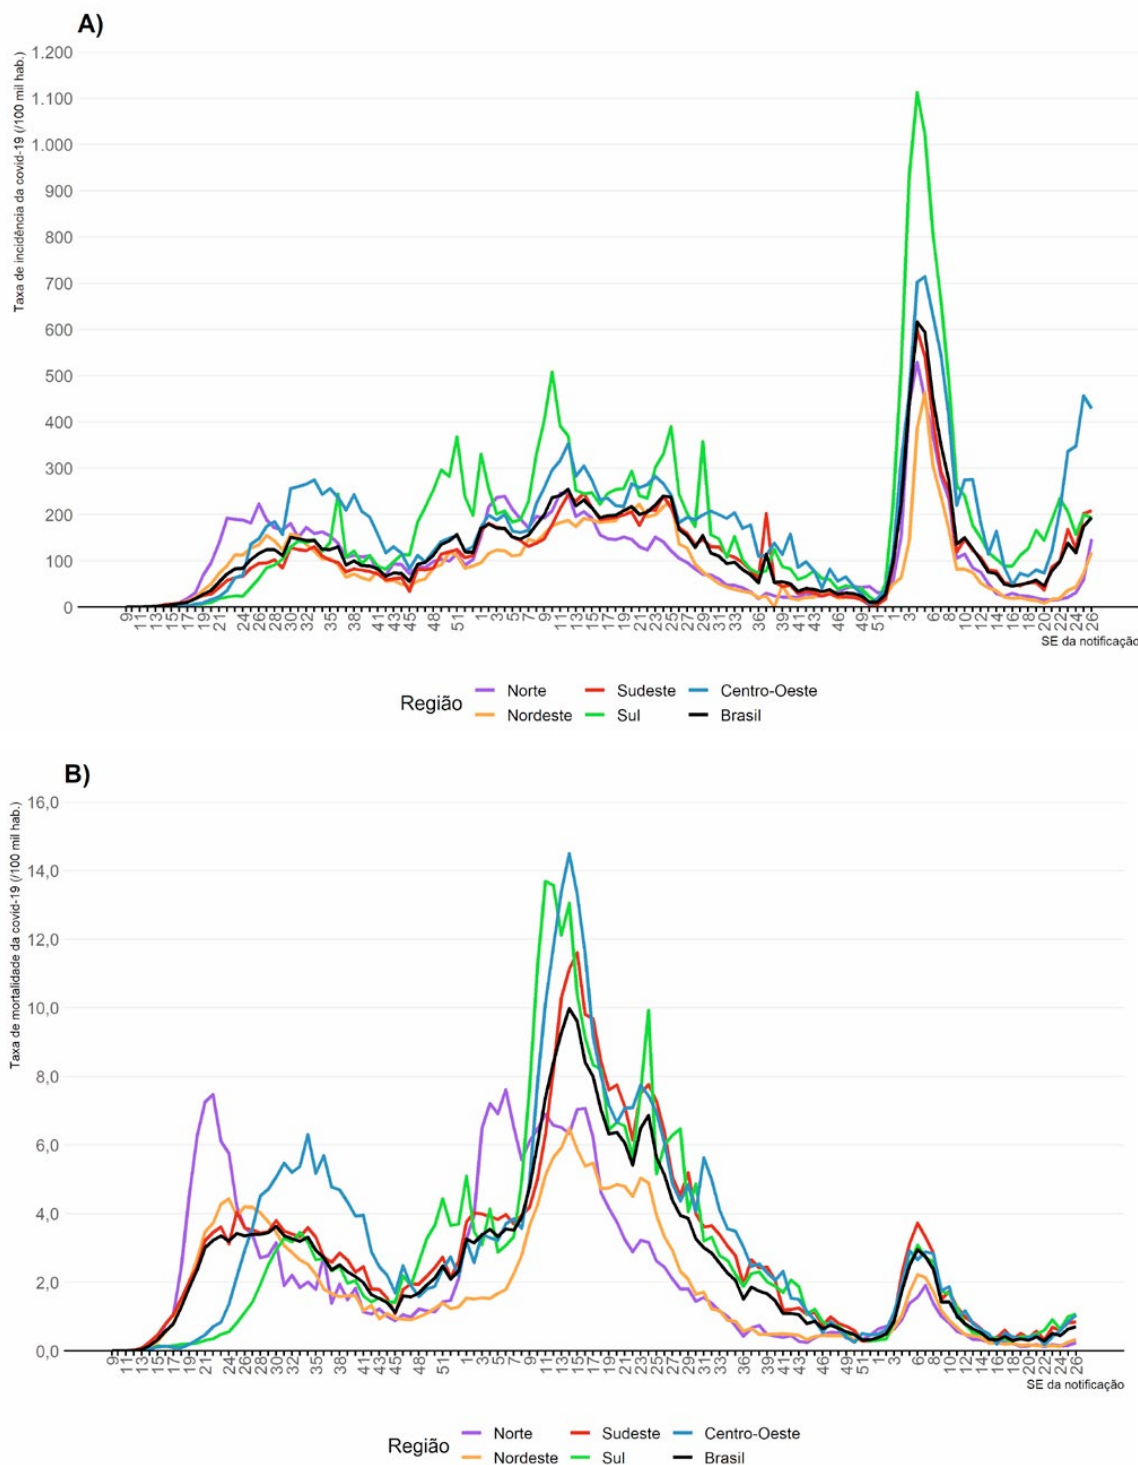 A)
Taxa de incidência da covid-19 (/100 mil hab.)
1.200
1.100
1.000
900
800
700
600
500
400
300
200
100
0
9 11 13 15 17 19 21 24 26 28 30 32 35 38 41 43 45 48 51 1 3 5 7 9 11 13 15 17 19 21 23 25 27 29 31 33 36 39 41 43 46 49 51 1 3 6 8 10 12 14 16 18 20 22 24 26
SE da notificação
Região
Norte Sudeste Centro-Oeste
Nordeste Sul Brasil
B)
Taxa de mortalidade da covid-19 (/100 mil hab.)
16,0
14,0
12,0
10,0
8,0
6,0
4,0
2,0
0,0
9 11 13 15 17 19 21 24 26 28 30 32 35 38 41 43 45 48 51 1 3 5 7 9 11 13 15 17 19 21 23 25 27 29 31 33 36 39 41 43 46 49 51 1 3 6 8 10 12 14 16 18 20 22 24 26
SE da notificação
Região
Norte Sudeste Centro-Oeste
Nordeste Sul Brasil